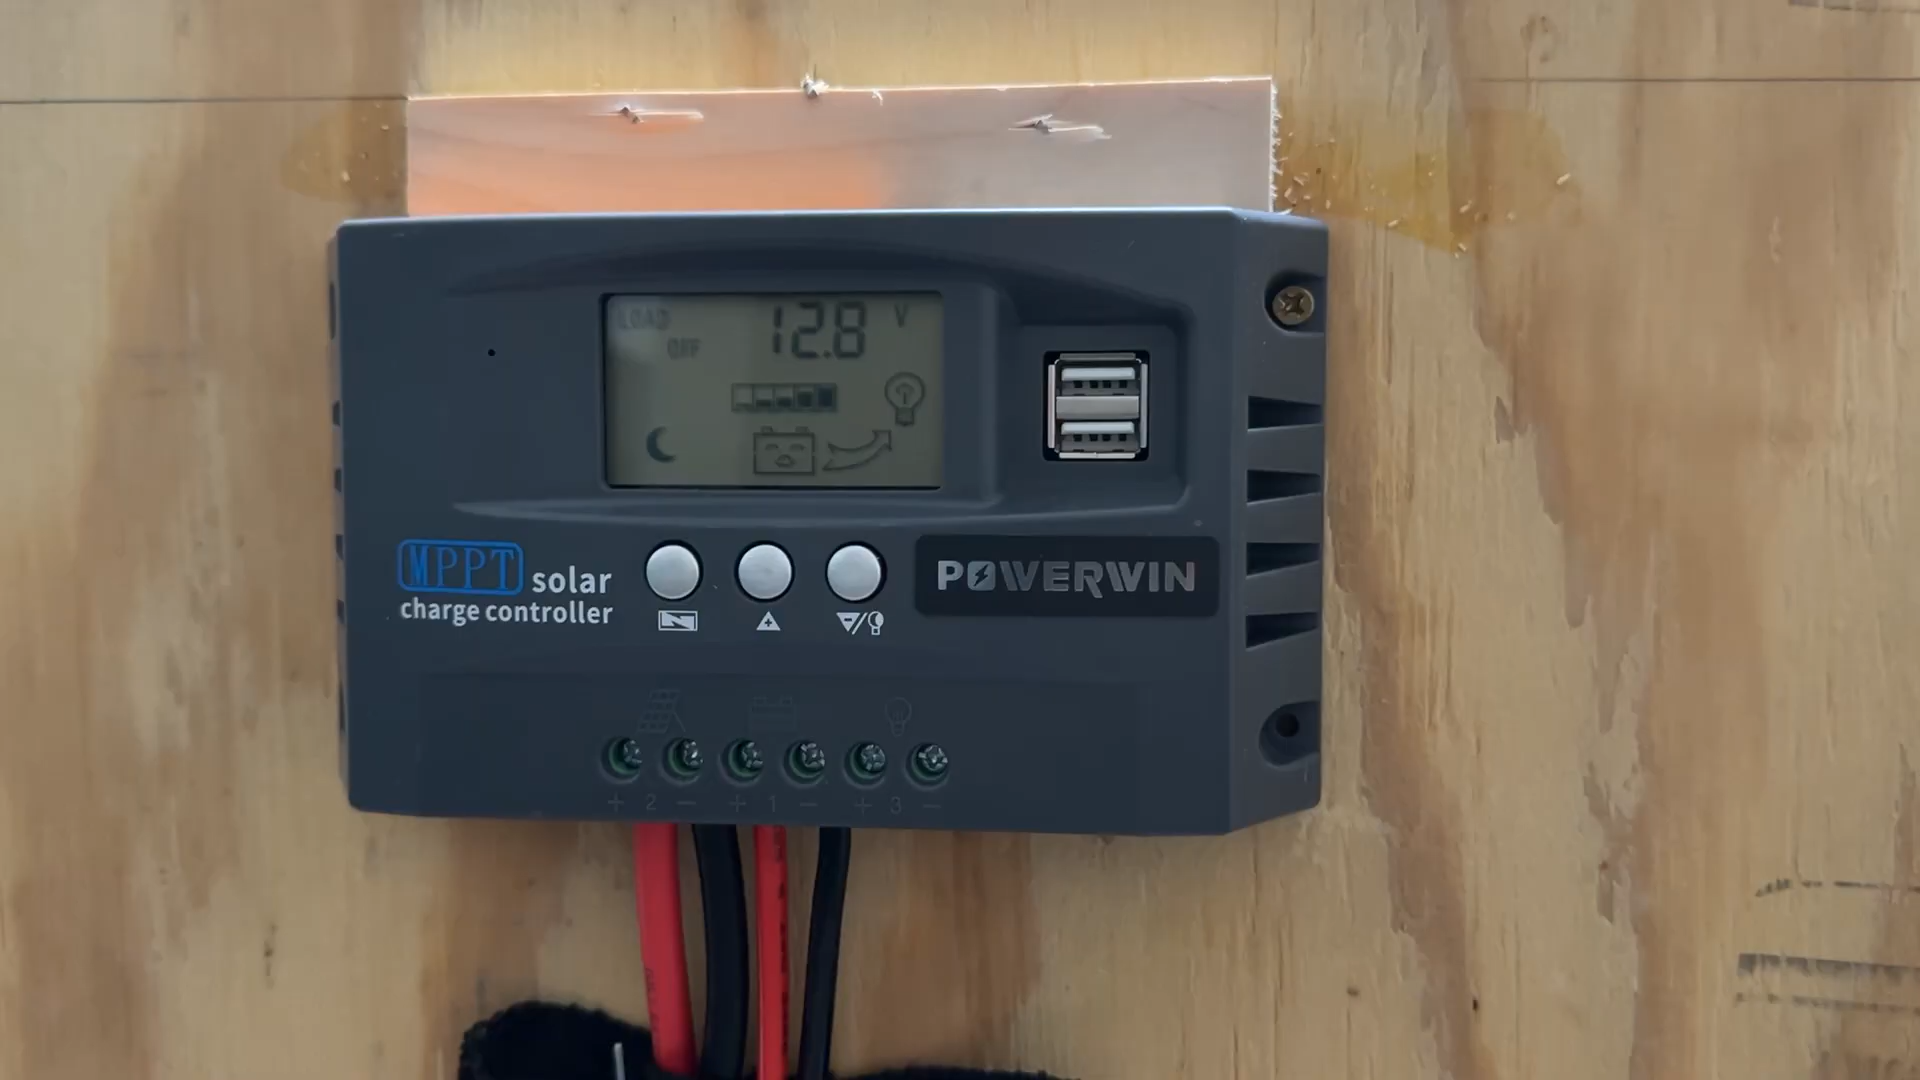 LOAD
12.8 V
OFF
MPPT solar
charge controller
POWERWIN
+ 2 − + 1 − + 3 −